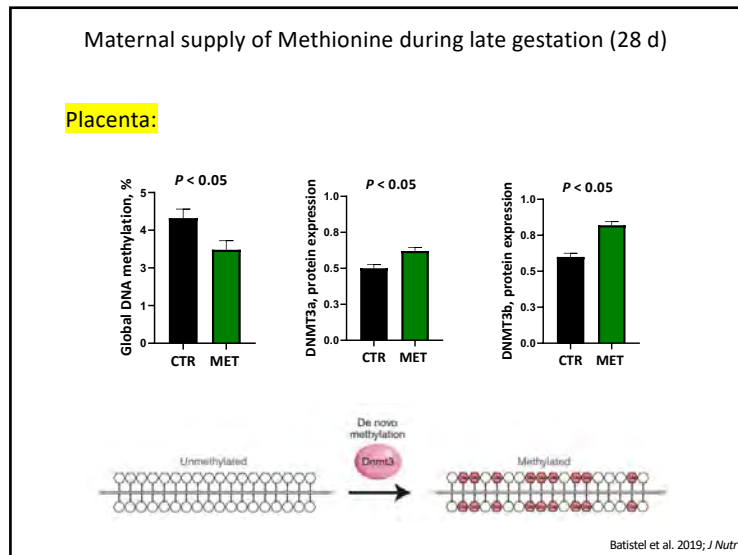 Maternal supply of Methionine during late gestation (28 d)
Placenta:
Global DNA methylation, %
5
4
3
1
0
P < 0.05
CTR MET
DNMT3a, protein expression
1.0
0.8
0.5
0.3
0.0
P < 0.05
CTR MET
DNMT3b, protein expression
1.0
0.8
0.5
0.3
0.0
P < 0.05
CTR MET
Unmethylated
De novo
methylation
Dnmt3
Methylated
Batistel et al. 2019; J Nutr